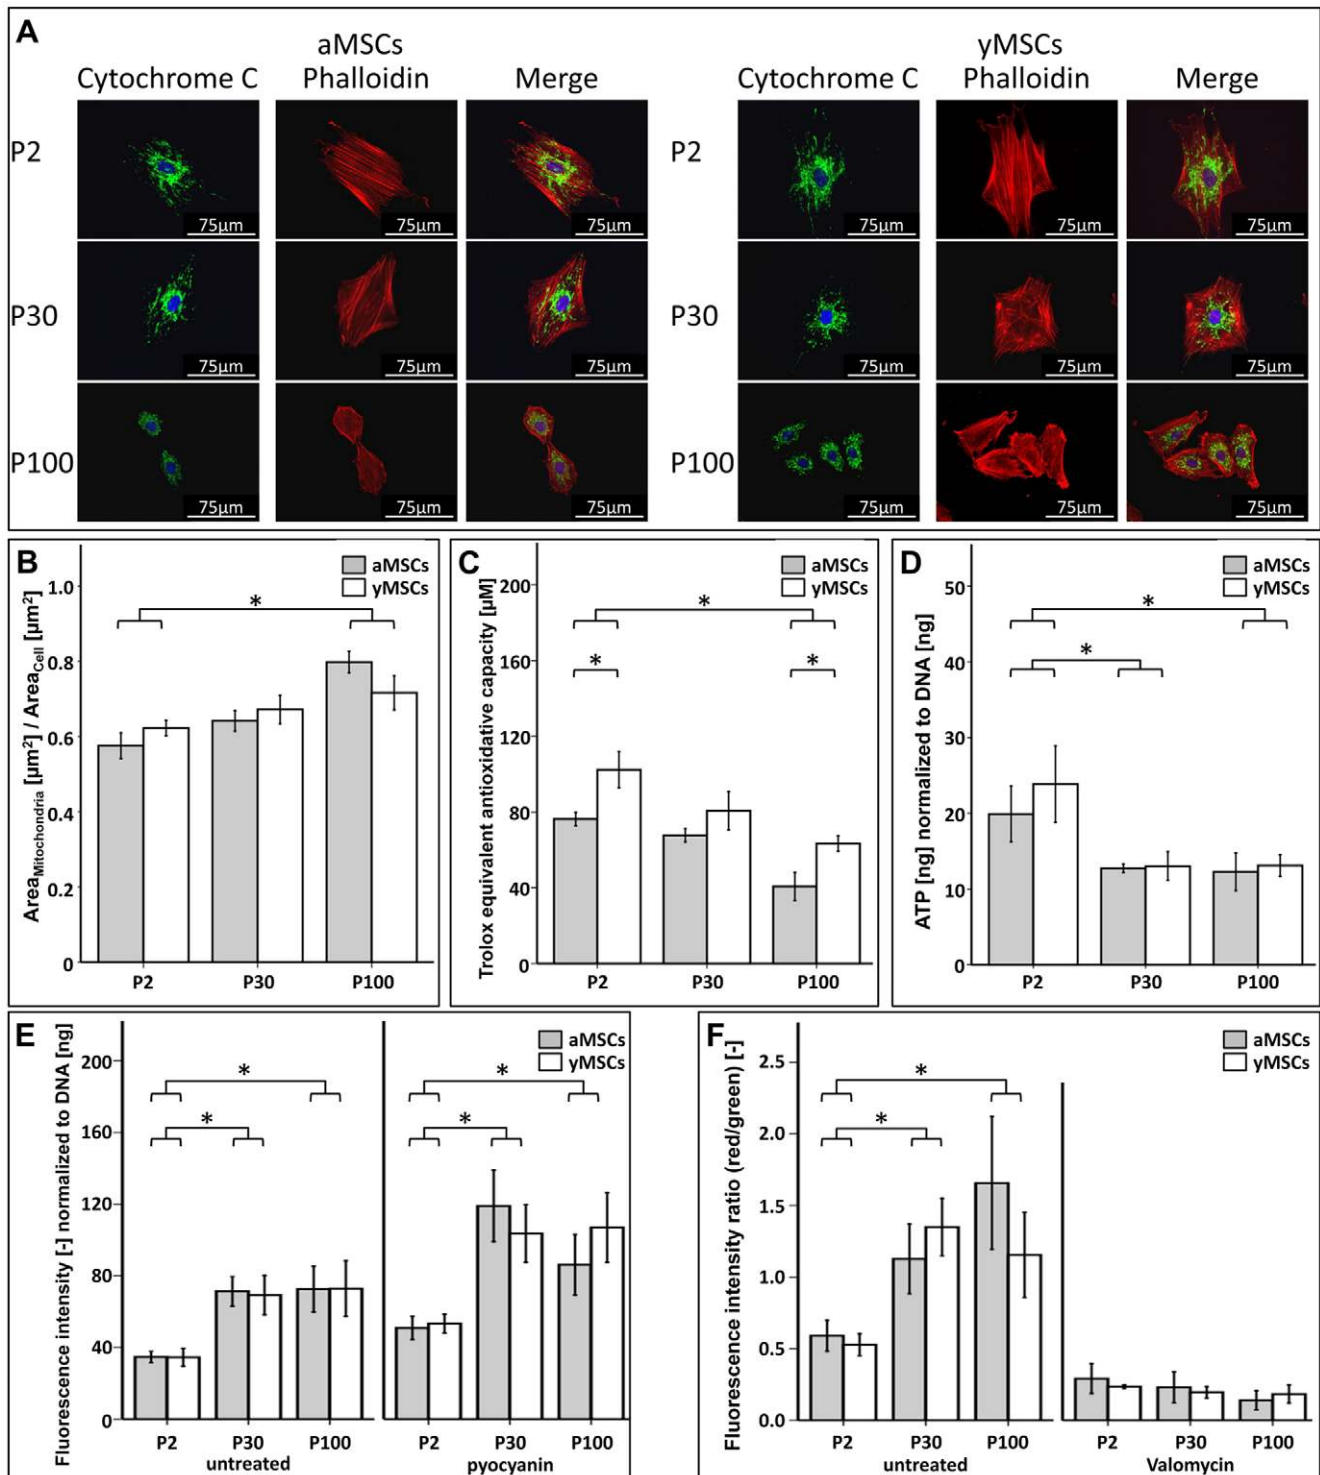 A
aMSCs
yMSCs
Cytochrome C Phalloidin Merge
Cytochrome C Phalloidin Merge
P2
75µm 75µm 75µm
P2
75µm 75µm 75µm
P30
75µm 75µm 75µm
P30
75µm 75µm 75µm
P100
75µm 75µm 75µm
P100
75µm 75µm 75µm
B
aMSCs
yMSCs
Area_Mitochondria [µm²] / Area_Cell [µm²]
1.0
0.8
0.6
0.4
0.2
0
*
P2 P30 P100
C
aMSCs
yMSCs
Trolox equivalent antioxidative capacity [µM]
200
160
120
80
40
0
*
* *
P2 P30 P100
D
aMSCs
yMSCs
ATP [ng] normalized to DNA [ng]
50
40
30
20
10
0
*
*
P2 P30 P100
E
aMSCs
yMSCs
Fluorescence intensity [-] normalized to DNA [ng]
200
160
120
80
40
0
* *
* *
P2 P30 P100 P2 P30 P100
untreated pyocyanin
F
aMSCs
yMSCs
Fluorescence intensity ratio (red/green) [-]
2.5
2.0
1.5
1.0
0.5
0.0
*
*
P2 P30 P100 P2 P30 P100
untreated Valomycin